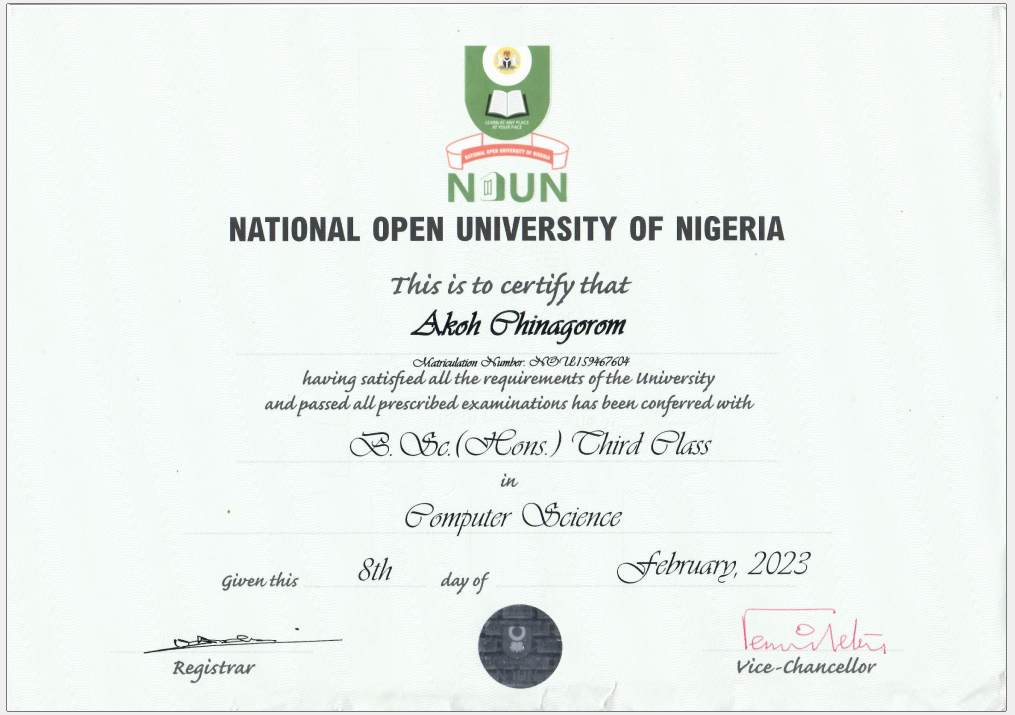 LEARN AT ANY PLACE
AT YOUR PACE
NATIONAL OPEN UNIVERSITY OF NIGERIA
NOUN
NATIONAL OPEN UNIVERSITY OF NIGERIA
This is to certify that
Akoh Chinagorom
Matriculation Number: NOU159467604
having satisfied all the requirements of the University
and passed all prescribed examinations has been conferred with
B.Sc.(Hons.) Third Class
in
Computer Science
Given this 8th day of February, 2023
Registrar
Vice-Chancellor